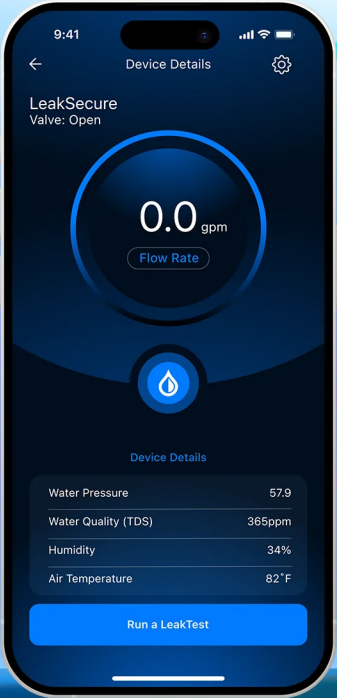 9:41
Device Details
LeakSecure
Valve: Open
0.0 gpm
Flow Rate
Device Details
Water Pressure 57.9
Water Quality (TDS) 365ppm
Humidity 34%
Air Temperature 82˚F
Run a LeakTest